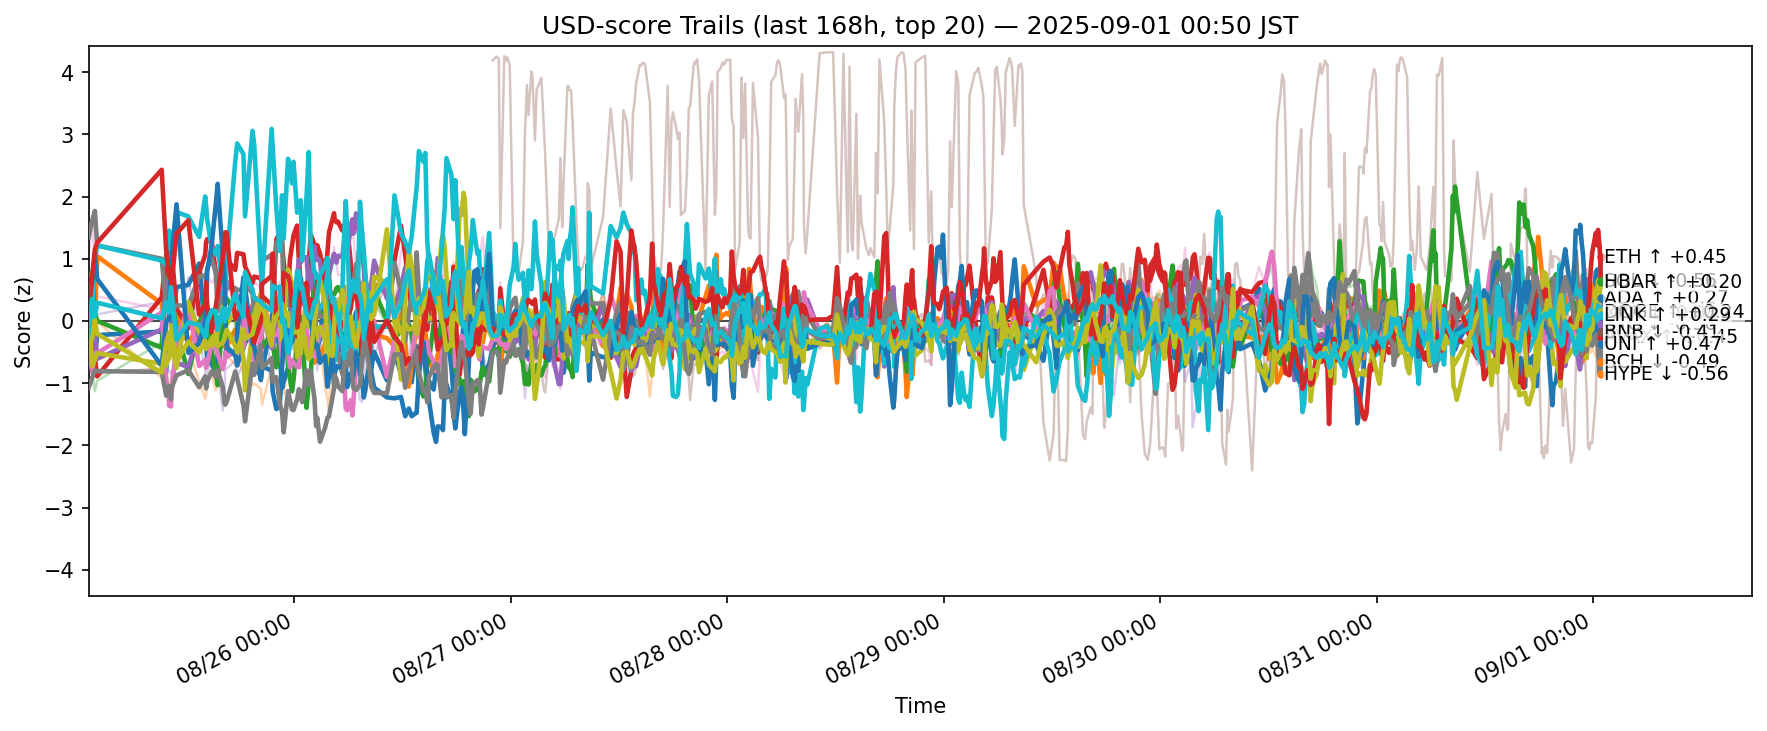 USD-score Trails (last 168h, top 20) — 2025-09-01 00:50 JST
Score (z)
4
3
2
1
0
−1
−2
−3
−4
ETH ↑ +0.45
HBAR ↑ +0.20
ADA ↑ +0.27
LINK ↑ +0.29
BNB ↓ -0.41
UNI ↑ +0.47
BCH ↓ -0.49
HYPE ↓ -0.56
08/26 00:00
08/27 00:00
08/28 00:00
08/29 00:00
08/30 00:00
08/31 00:00
09/01 00:00
Time